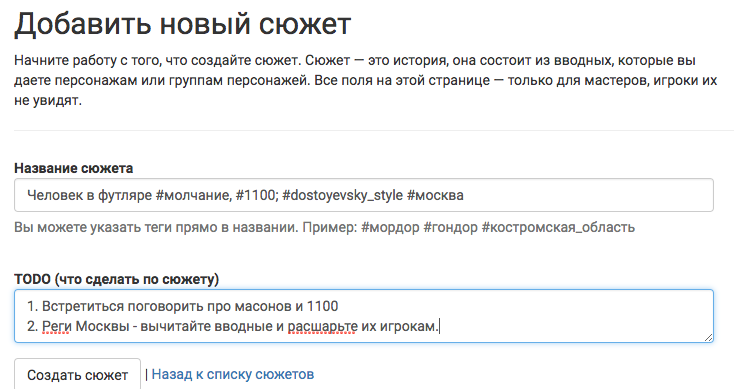 Добавить новый сюжет
Начните работу с того, что создайте сюжет. Сюжет — это история, она состоит из вводных, которые вы
даете персонажам или группам персонажей. Все поля на этой странице — только для мастеров, игроки их
не увидят.
Название сюжета
Человек в футляре #молчание, #1100; #dostoyevsky_style #москва
Вы можете указать теги прямо в названии. Пример: #мордор #гондор #костромская_область
TODO (что сделать по сюжету)
1. Встретиться поговорить про масонов и 1100
2. Реги Москвы - вычитайте вводные и расшарьте их игрокам.
Создать сюжет | Назад к списку сюжетов